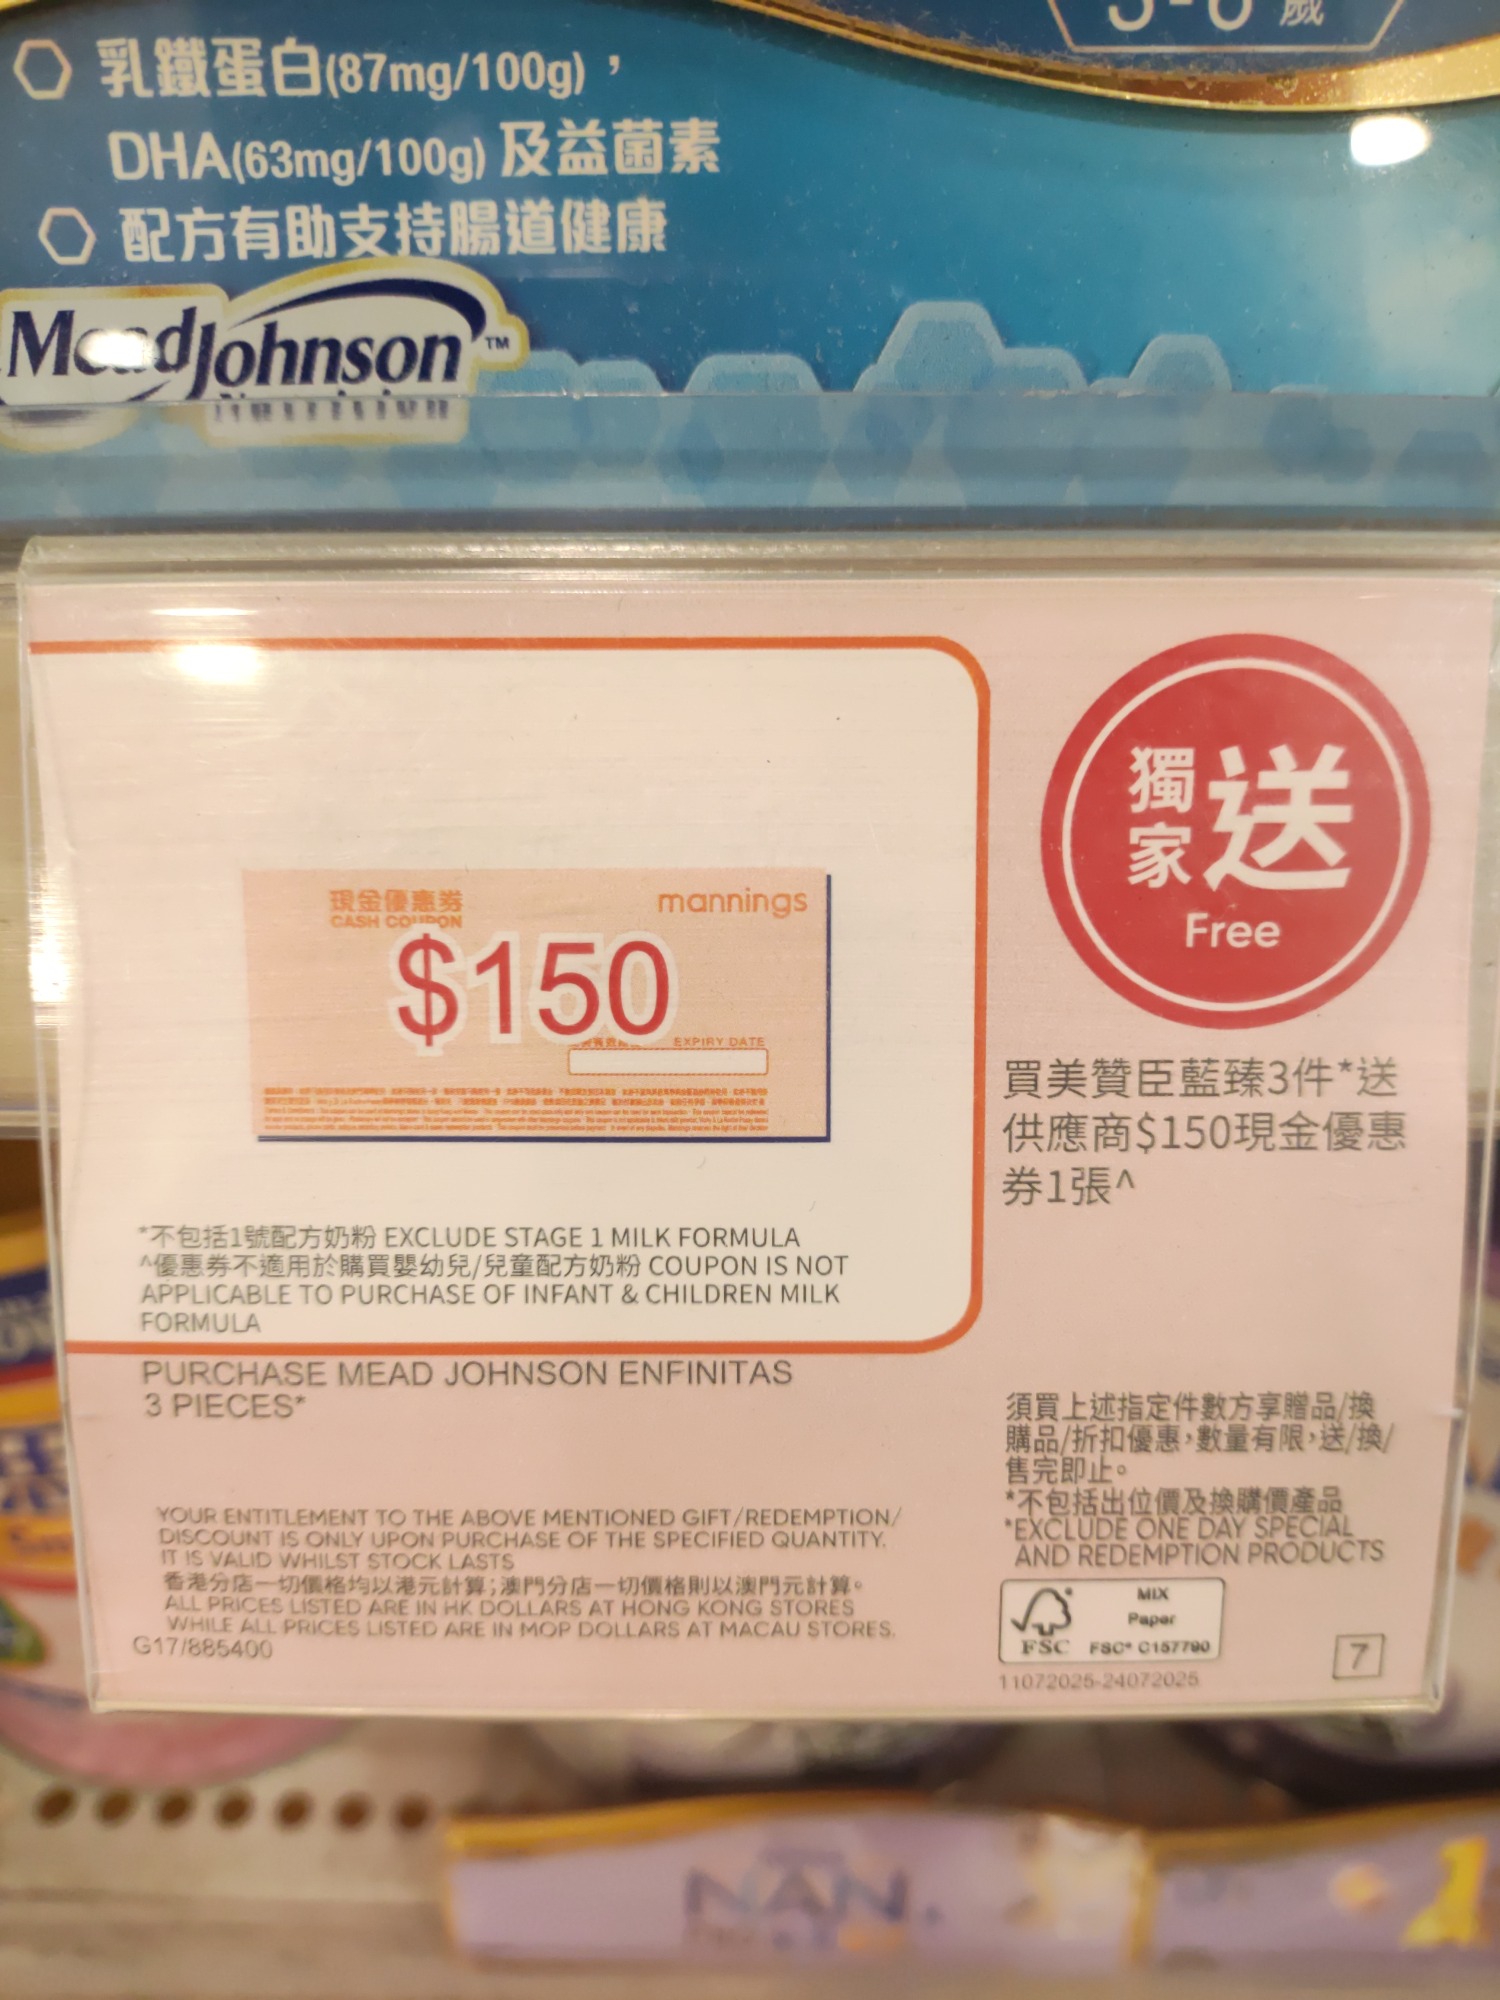 乳鐵蛋白(87mg/100g)，
DHA(63mg/100g) 及益菌素
配方有助支持腸道健康
歲
MeadJohnson™
獨家送
Free
現金優惠券
mannings
CASH COUPON
$150
EXPIRY DATE
買美贊臣藍臻3件*送
供應商$150現金優惠
券1張^
*不包括1號配方奶粉 EXCLUDE STAGE 1 MILK FORMULA
^優惠券不適用於購買嬰幼兒/兒童配方奶粉 COUPON IS NOT
APPLICABLE TO PURCHASE OF INFANT & CHILDREN MILK
FORMULA
PURCHASE MEAD JOHNSON ENFINITAS
3 PIECES*
須買上述指定件數方享贈品/換
購品/折扣優惠，數量有限，送/換/
售完即止。
*不包括出位價及換購價產品
*EXCLUDE ONE DAY SPECIAL
AND REDEMPTION PRODUCTS
YOUR ENTITLEMENT TO THE ABOVE MENTIONED GIFT/REDEMPTION/
DISCOUNT IS ONLY UPON PURCHASE OF THE SPECIFIED QUANTITY.
IT IS VALID WHILST STOCK LASTS
香港分店一切價格均以港元計算；澳門分店一切價格則以澳門元計算。
ALL PRICES LISTED ARE IN HK DOLLARS AT HONG KONG STORES
WHILE ALL PRICES LISTED ARE IN MOP DOLLARS AT MACAU STORES.
G17/885400
MIX
Paper
FSC FSC® C157790
7
11072025-24072025
NAN
1